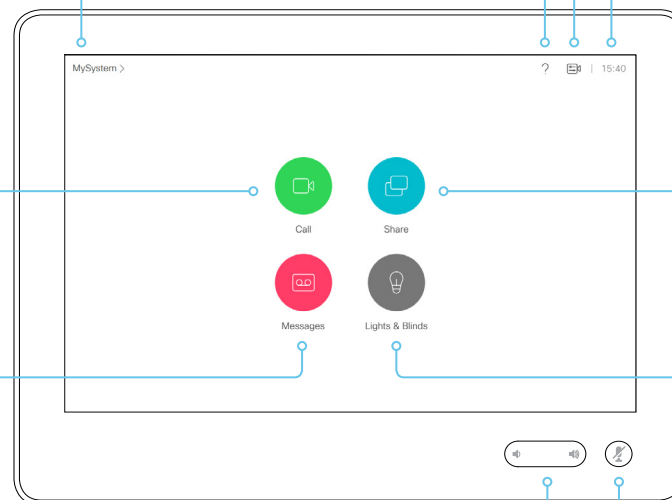 MySystem >
? | 15:40
Call
Share
Messages
Lights & Blinds